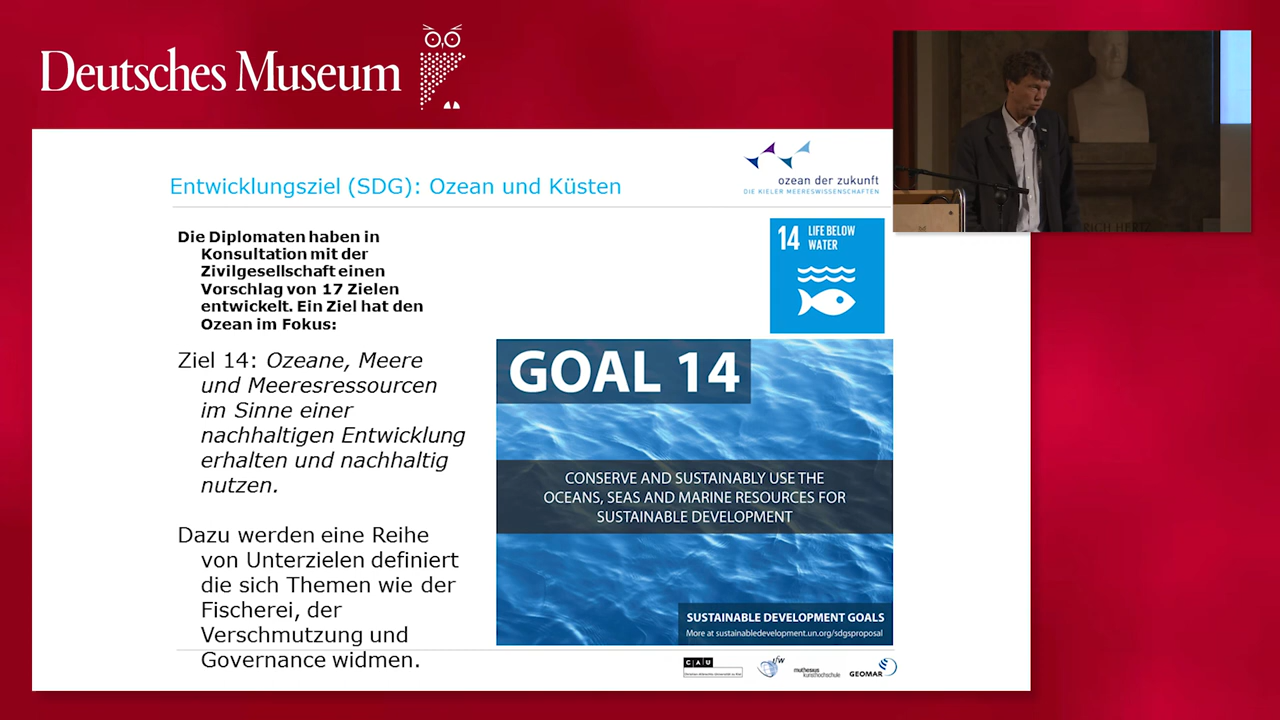 Deutsches Museum
Entwicklungsziel (SDG): Ozean und Küsten
ozean der zukunft
DIE KIELER MEERESWISSENSCHAFTEN
Die Diplomaten haben in
Konsultation mit der
Zivilgesellschaft einen
Vorschlag von 17 Zielen
entwickelt. Ein Ziel hat den
Ozean im Fokus:
14 LIFE BELOW
WATER
Ziel 14: Ozeane, Meere
und Meeresressourcen
im Sinne einer
nachhaltigen Entwicklung
erhalten und nachhaltig
nutzen.
Dazu werden eine Reihe
von Unterzielen definiert
die sich Themen wie der
Fischerei, der
Verschmutzung und
Governance widmen.
GOAL 14
CONSERVE AND SUSTAINABLY USE THE
OCEANS, SEAS AND MARINE RESOURCES FOR
SUSTAINABLE DEVELOPMENT
SUSTAINABLE DEVELOPMENT GOALS
More at sustainabledevelopment.un.org/sdgsproposal
CAU
ifw
muthesius
kunsthochschule
GEOMAR
RICH HERTZ